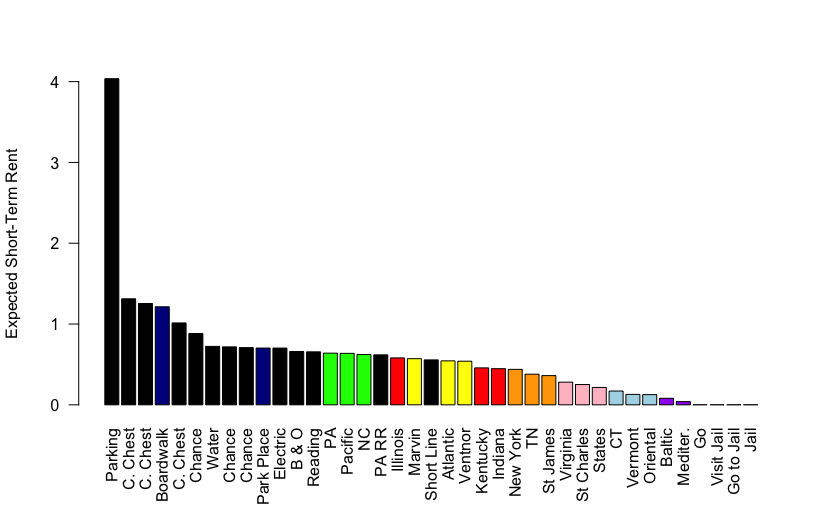 Expected Short-Term Rent
4
3
2
1
0
Parking
C. Chest
C. Chest
Boardwalk
C. Chest
Chance
Water
Chance
Chance
Park Place
Electric
B & O
Reading
PA
Pacific
NC
PA RR
Illinois
Marvin
Short Line
Atlantic
Ventnor
Kentucky
Indiana
New York
TN
St James
Virginia
St Charles
States
CT
Vermont
Oriental
Baltic
Mediter.
Go
Visit Jail
Go to Jail
Jail